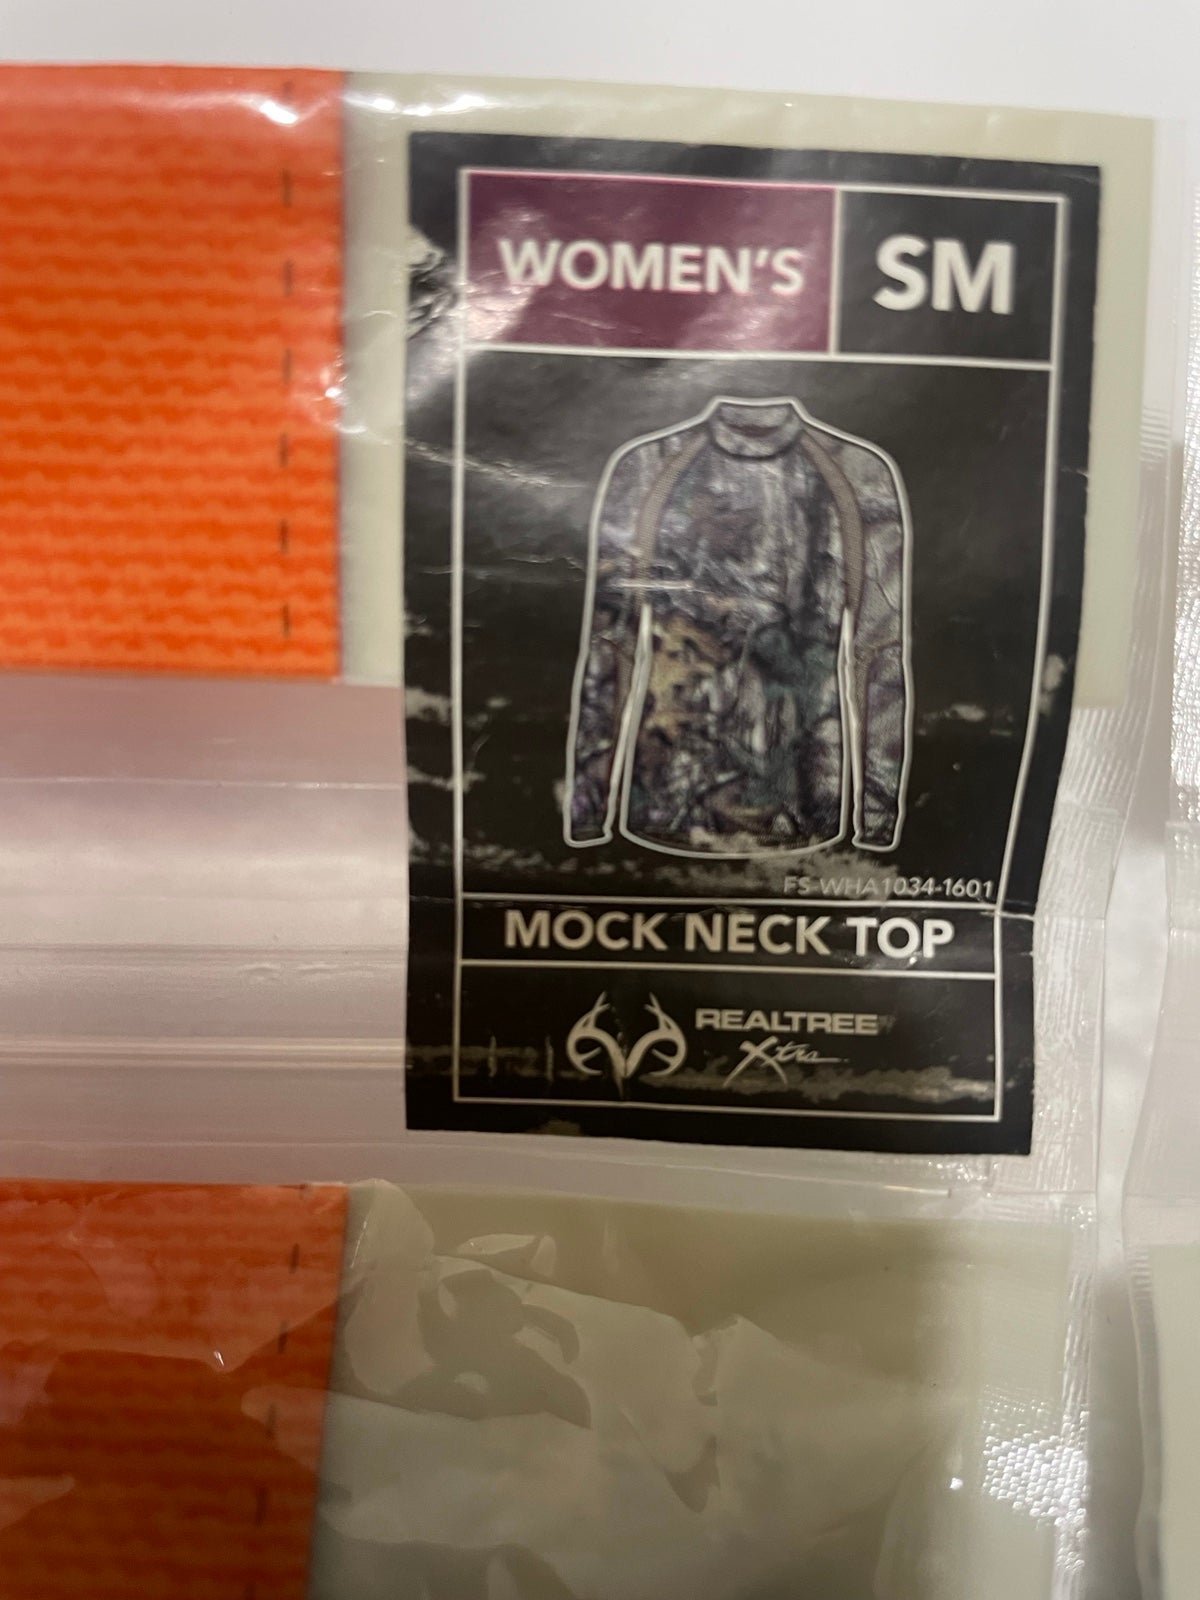 WOMEN'S SM
FS-WHA1034-1601
MOCK NECK TOP
REALTREE
Xtra